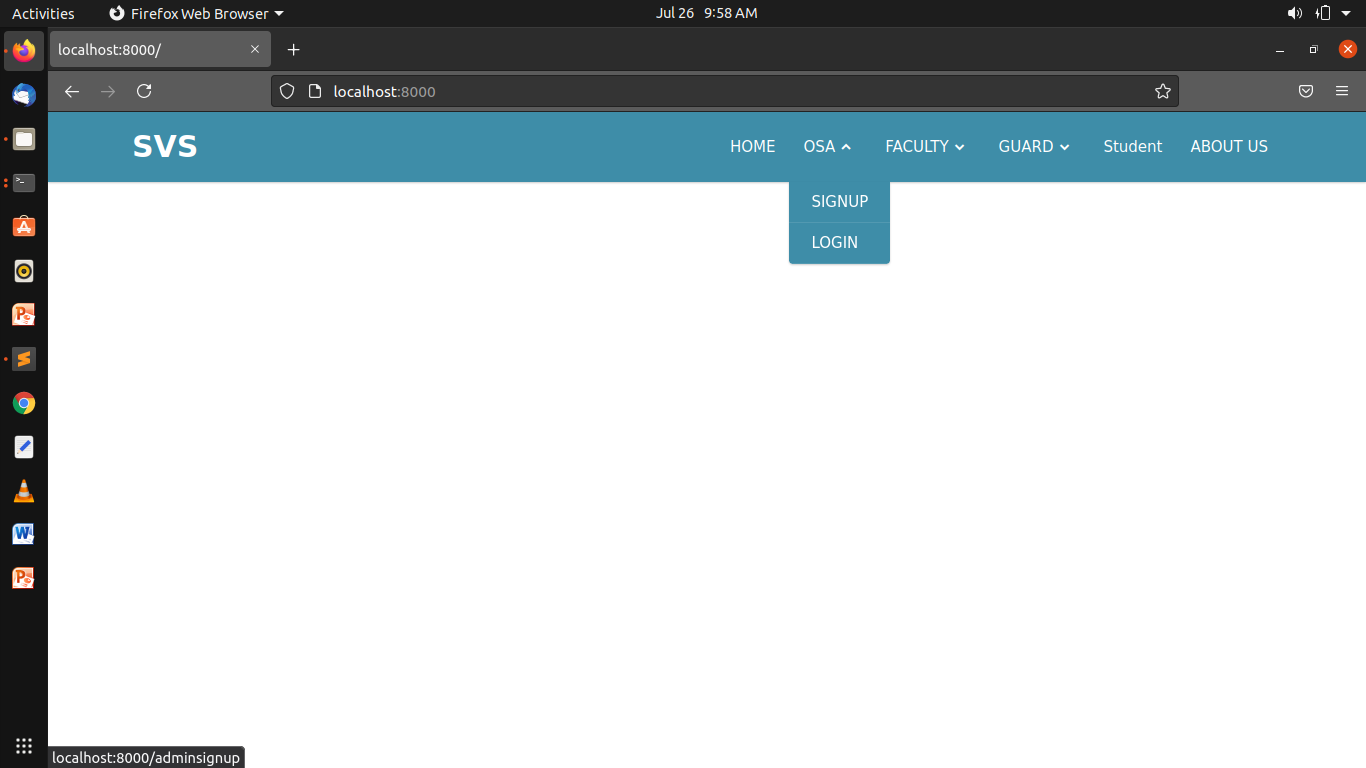 Activities Firefox Web Browser Jul 26 9:58 AM
localhost:8000/
localhost:8000
SVS HOME OSA FACULTY GUARD Student ABOUT US
SIGNUP
LOGIN
localhost:8000/adminsignup